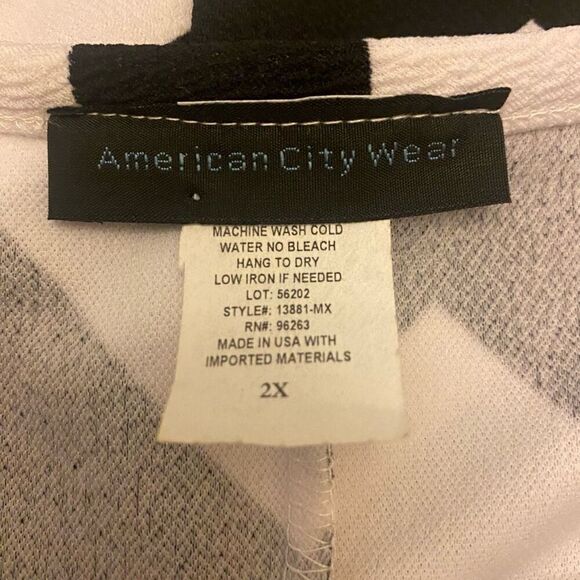 American City Wear
MACHINE WASH COLD
WATER NO BLEACH
HANG TO DRY
LOW IRON IF NEEDED
LOT: 56202
STYLE#: 13881-MX
RN#: 96263
MADE IN USA WITH
IMPORTED MATERIALS
2X